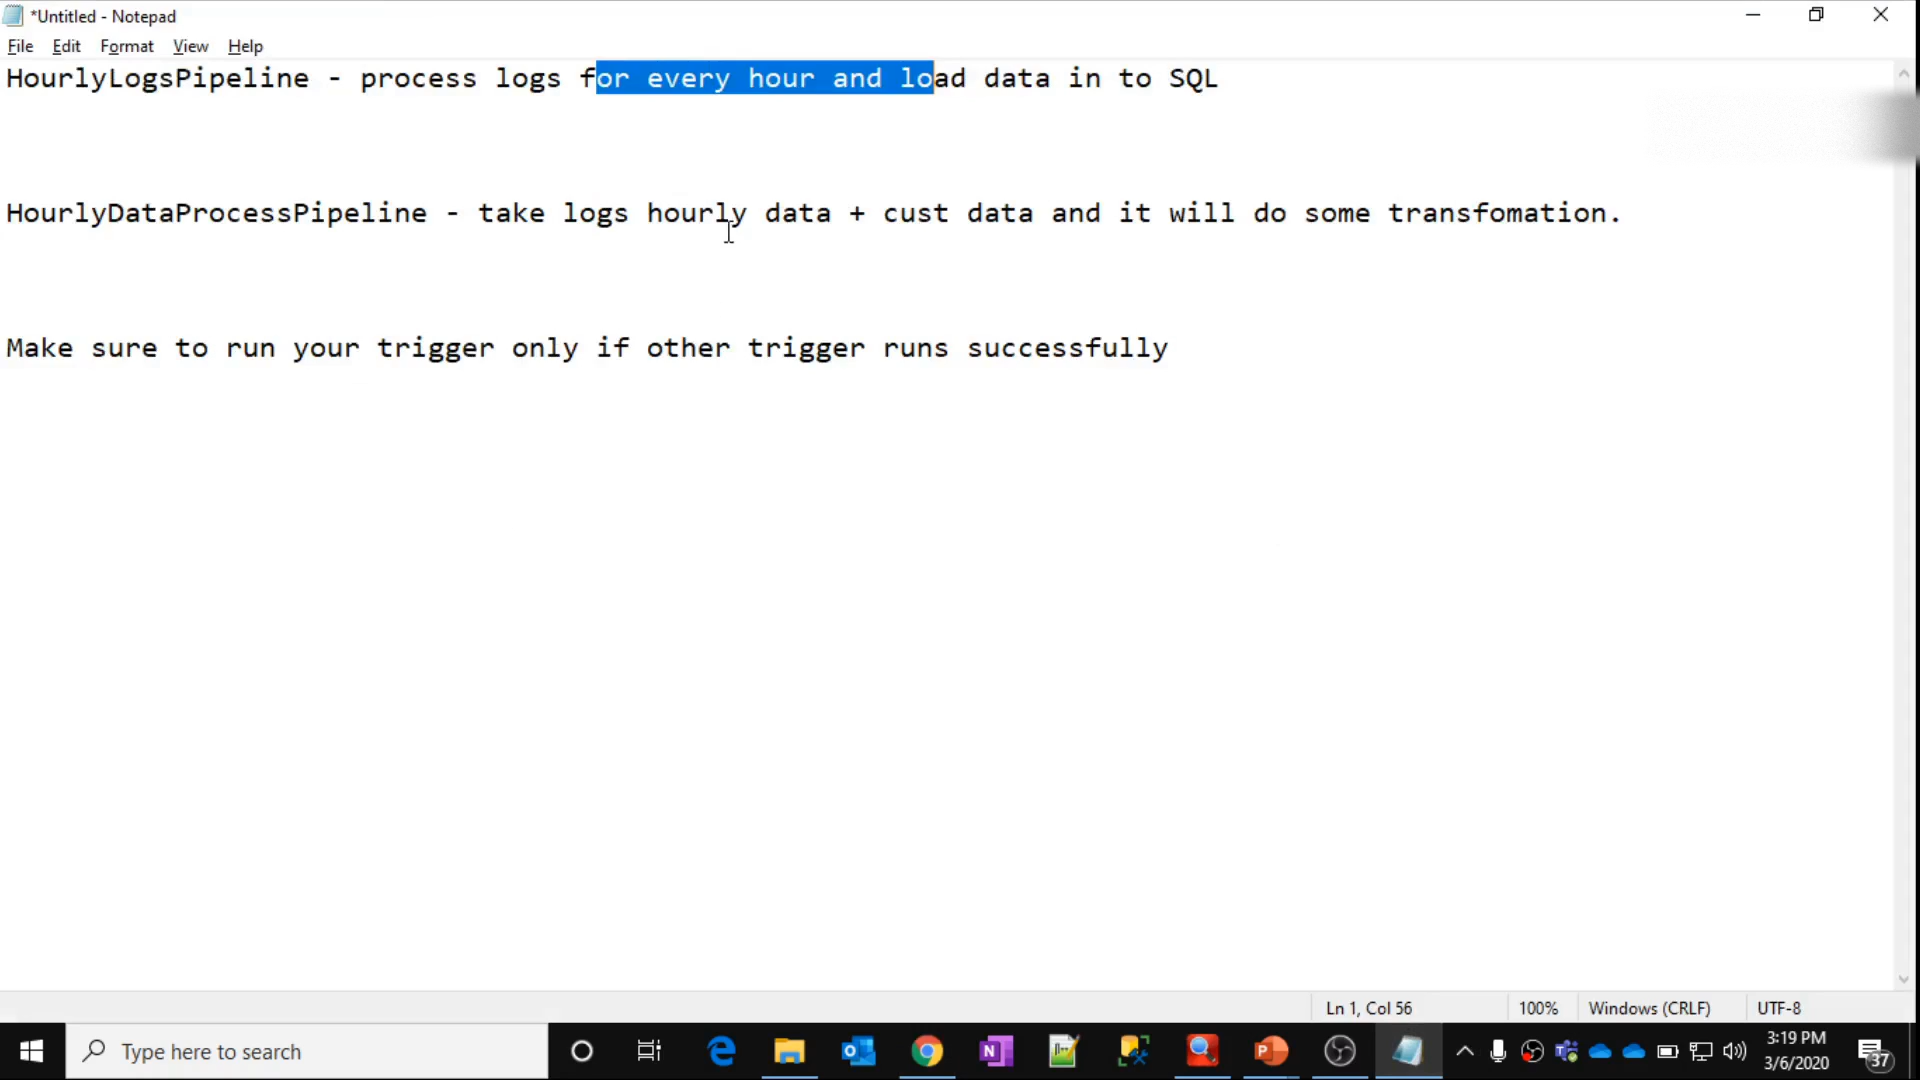 *Untitled - Notepad
File Edit Format View Help
HourlyLogsPipeline - process logs for every hour and load data in to SQL
HourlyDataProcessPipeline - take logs hourly data + cust data and it will do some transfomation.
Make sure to run your trigger only if other trigger runs successfully
Ln 1, Col 56 100% Windows (CRLF) UTF-8
Type here to search
3:19 PM
3/6/2020
37